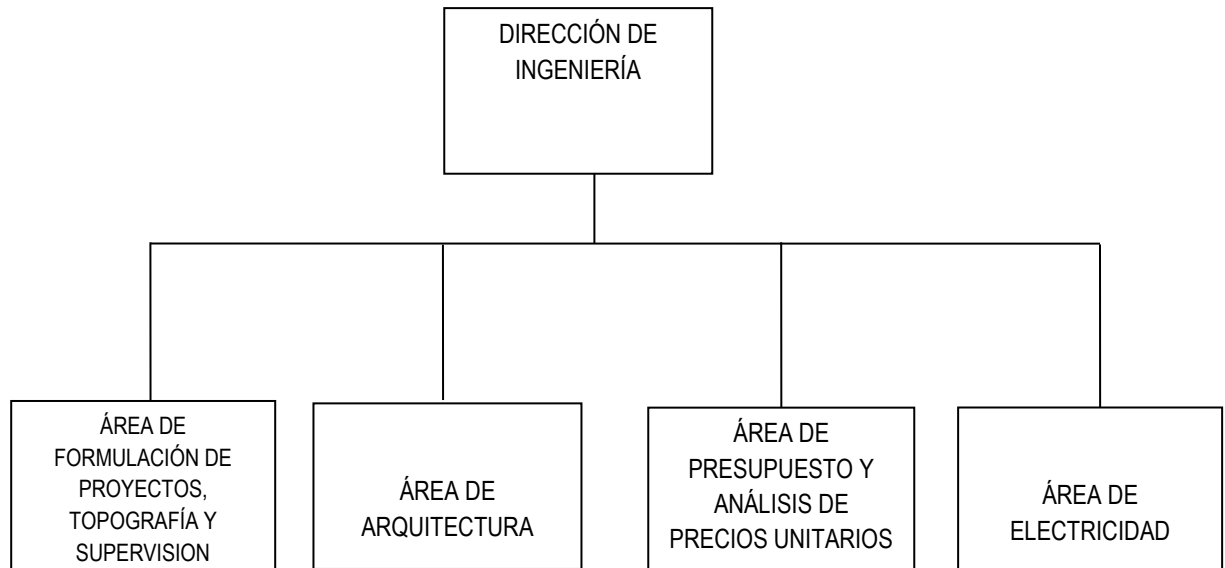 DIRECCIÓN DE
INGENIERÍA
ÁREA DE
FORMULACIÓN DE
PROYECTOS,
TOPOGRAFÍA Y
SUPERVISION
ÁREA DE
ARQUITECTURA
ÁREA DE
PRESUPUESTO Y
ANÁLISIS DE
PRECIOS UNITARIOS
ÁREA DE
ELECTRICIDAD